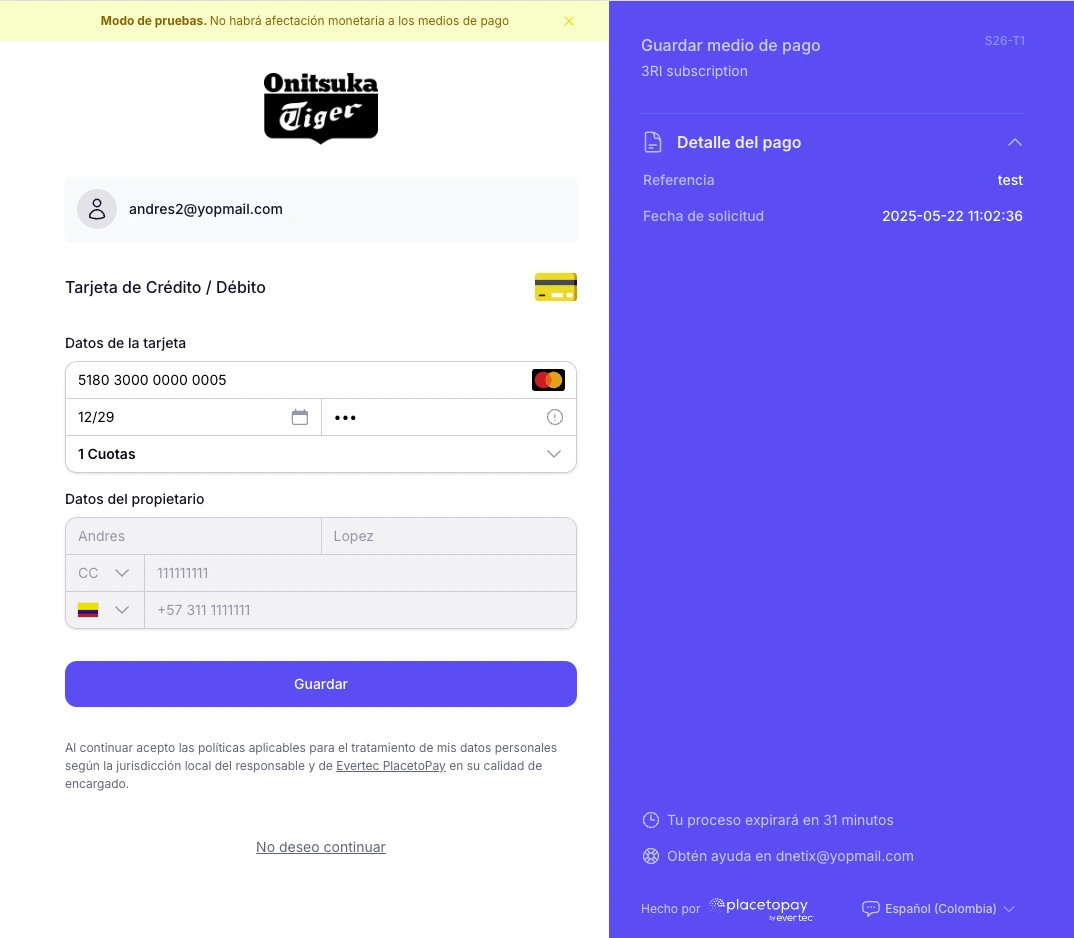 Modo de pruebas. No habrá afectación monetaria a los medios de pago
Onitsuka
Tiger
andres2@yopmail.com
Tarjeta de Crédito / Débito
Datos de la tarjeta
5180 3000 0000 0005
12/29
•••
1 Cuotas
Datos del propietario
Andres
Lopez
CC
111111111
+57 311 1111111
Guardar
Al continuar acepto las políticas aplicables para el tratamiento de mis datos personales
según la jurisdicción local del responsable y de Evertec PlacetoPay en su calidad de
encargado.
No deseo continuar
Guardar medio de pago
S26-T1
3RI subscription
Detalle del pago
Referencia
test
Fecha de solicitud
2025-05-22 11:02:36
Tu proceso expirará en 31 minutos
Obtén ayuda en dnetix@yopmail.com
Hecho por
placetopay
by evertec
Español (Colombia)